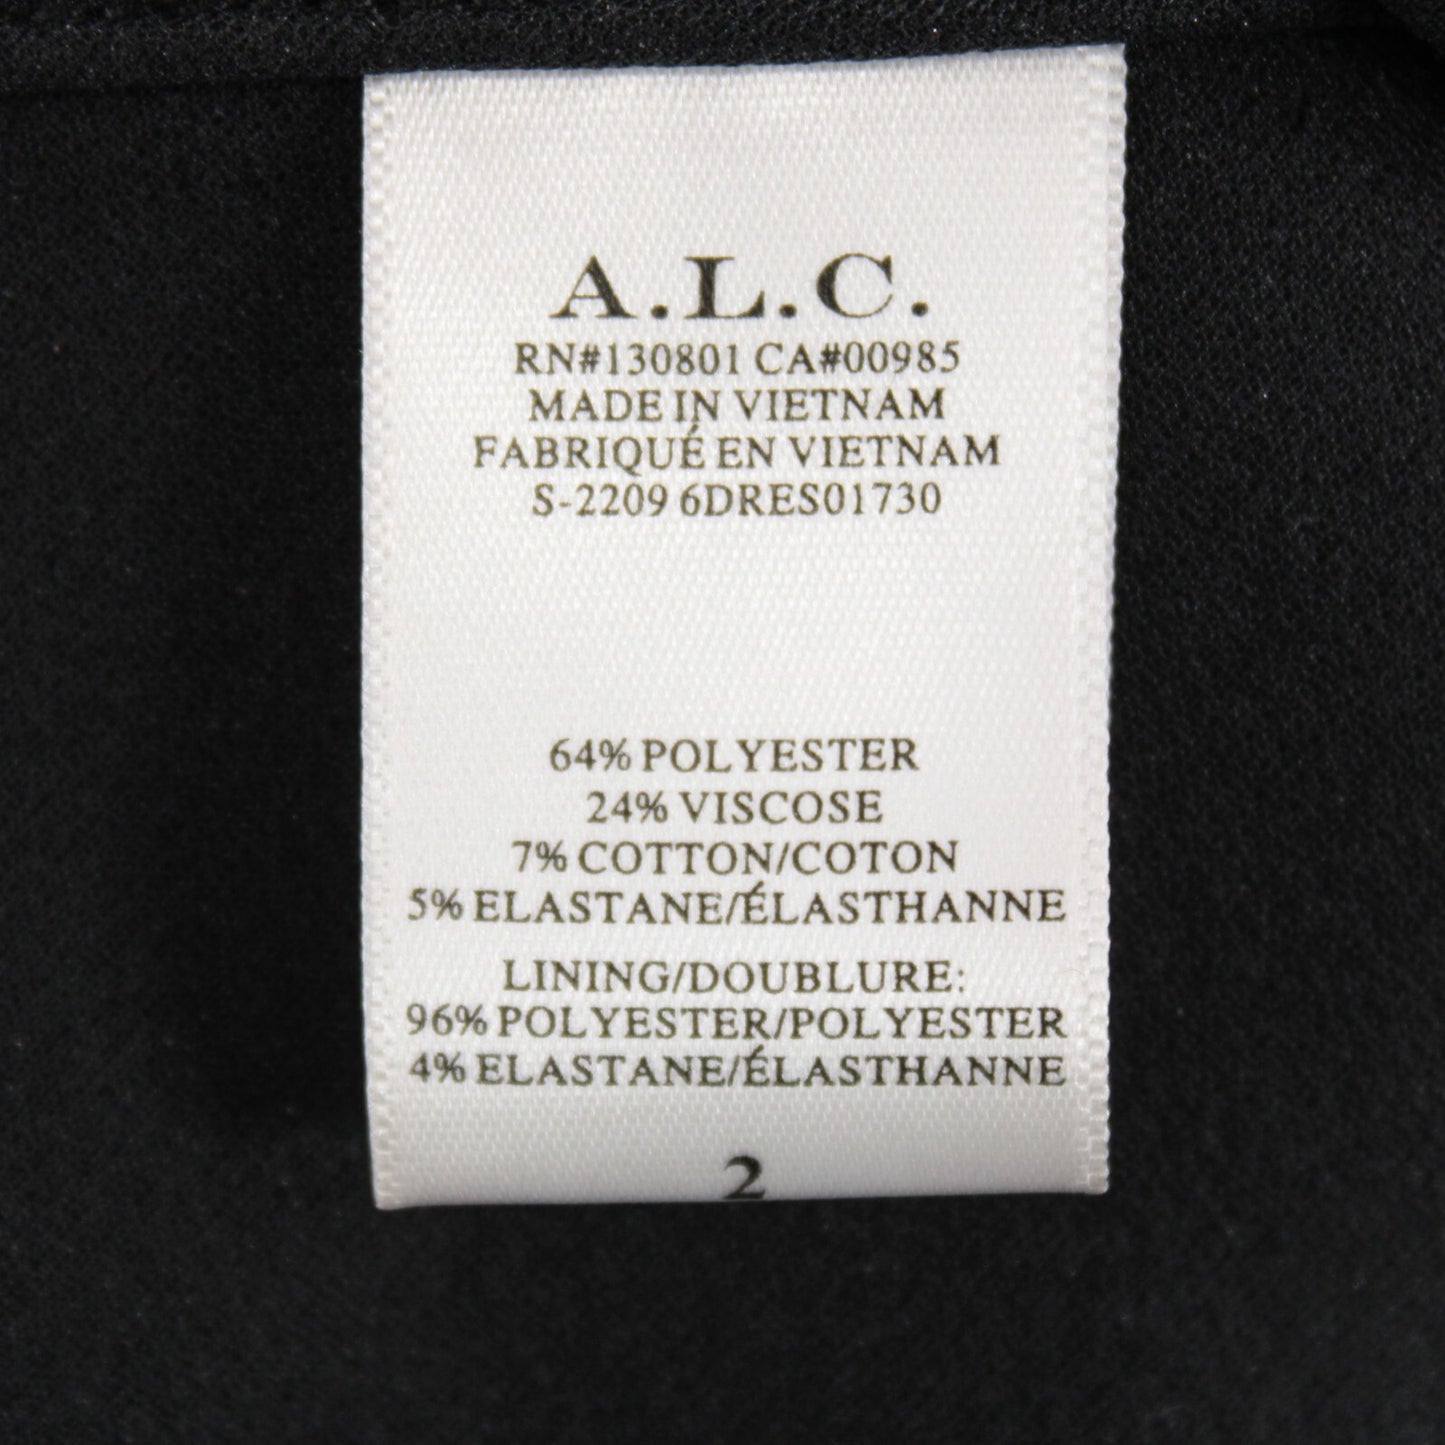 A.L.C.
RN#130801 CA#00985
MADE IN VIETNAM
FABRIQUÉ EN VIETNAM
S-2209 6DRES01730
64% POLYESTER
24% VISCOSE
7% COTTON/COTON
5% ELASTANE/ÉLASTHANNE
LINING/DOUBLURE:
96% POLYESTER/POLYESTER
4% ELASTANE/ÉLASTHANNE
2